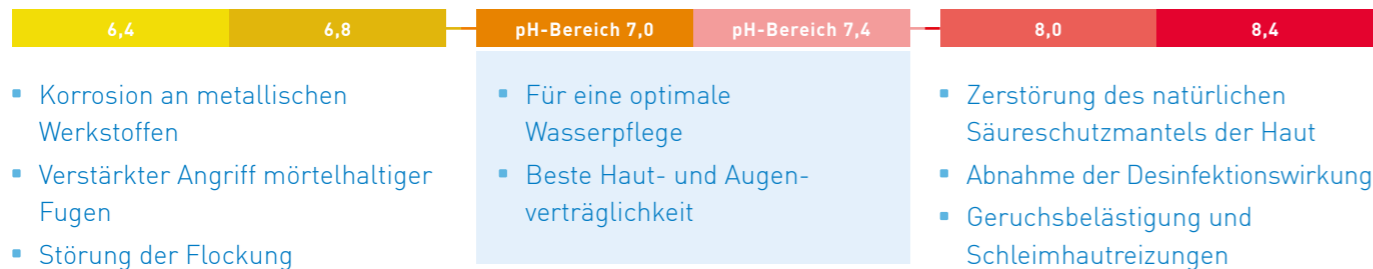 6,4
6,8
pH-Bereich 7,0
pH-Bereich 7,4
8,0
8,4
Korrosion an metallischen
Werkstoffen
Verstärkter Angriff mörtelhaltiger
Fugen
Störung der Flockung
Für eine optimale
Wasserpflege
Beste Haut- und Augen-
verträglichkeit
Zerstörung des natürlichen
Säureschutzmantels der Haut
Abnahme der Desinfektionswirkung
Geruchsbelästigung und
Schleimhautreizungen